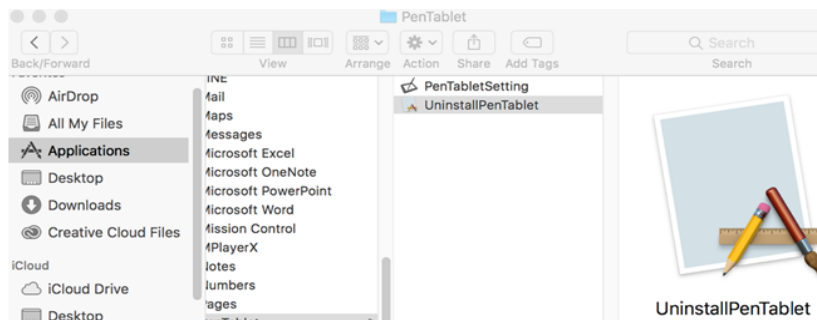 PenTablet
Search
Back/Forward
View
Arrange
Action
Share
Add Tags
Search
AirDrop
All My Files
Applications
Desktop
Downloads
Creative Cloud Files
iCloud
iCloud Drive
Desktop
Mail
Maps
Messages
Microsoft Excel
Microsoft OneNote
Microsoft PowerPoint
Microsoft Word
Mission Control
MPlayerX
Notes
Numbers
Pages
PenTabletSetting
UninstallPenTablet
UninstallPenTablet